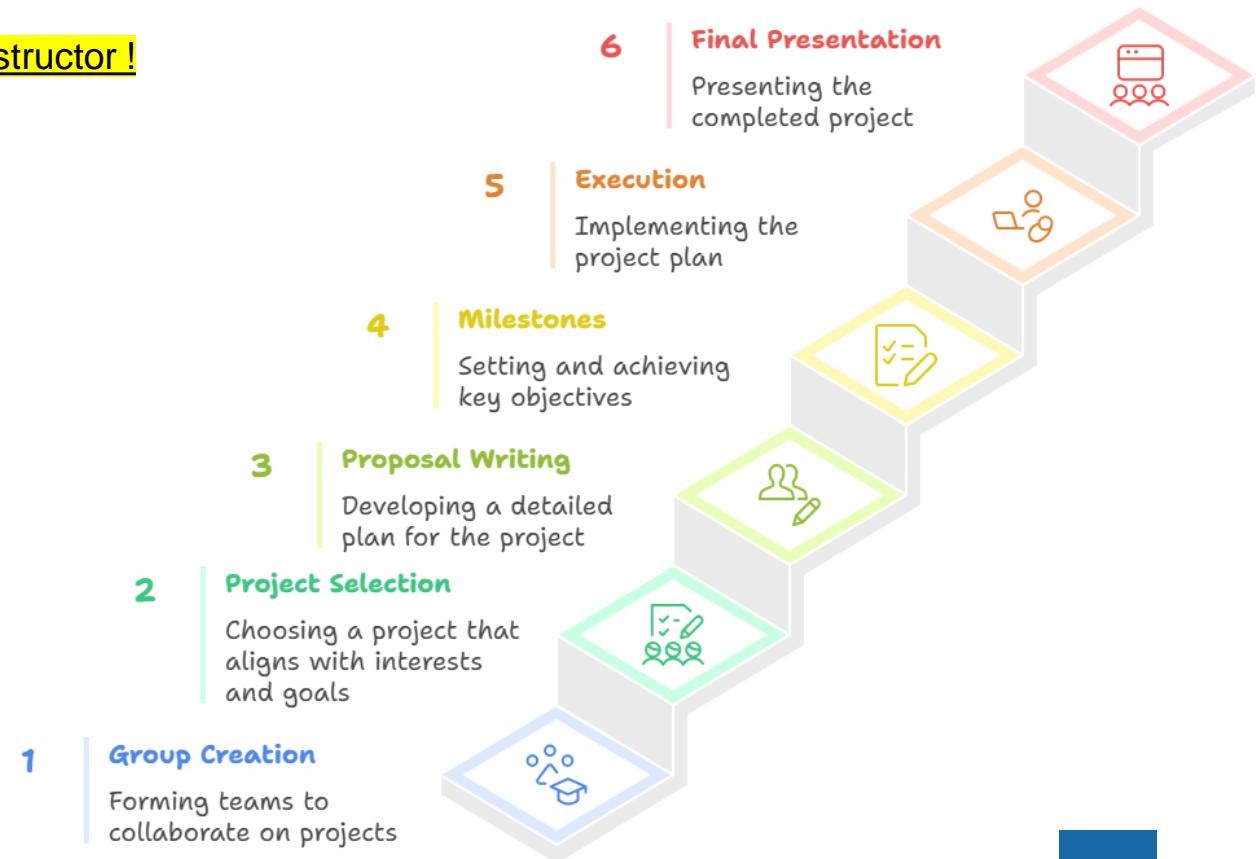 structor !
6
Final Presentation
Presenting the
completed project
5
Execution
Implementing the
project plan
4
Milestones
Setting and achieving
key objectives
3
Proposal Writing
Developing a detailed
plan for the project
2
Project Selection
Choosing a project that
aligns with interests
and goals
1
Group Creation
Forming teams to
collaborate on projects